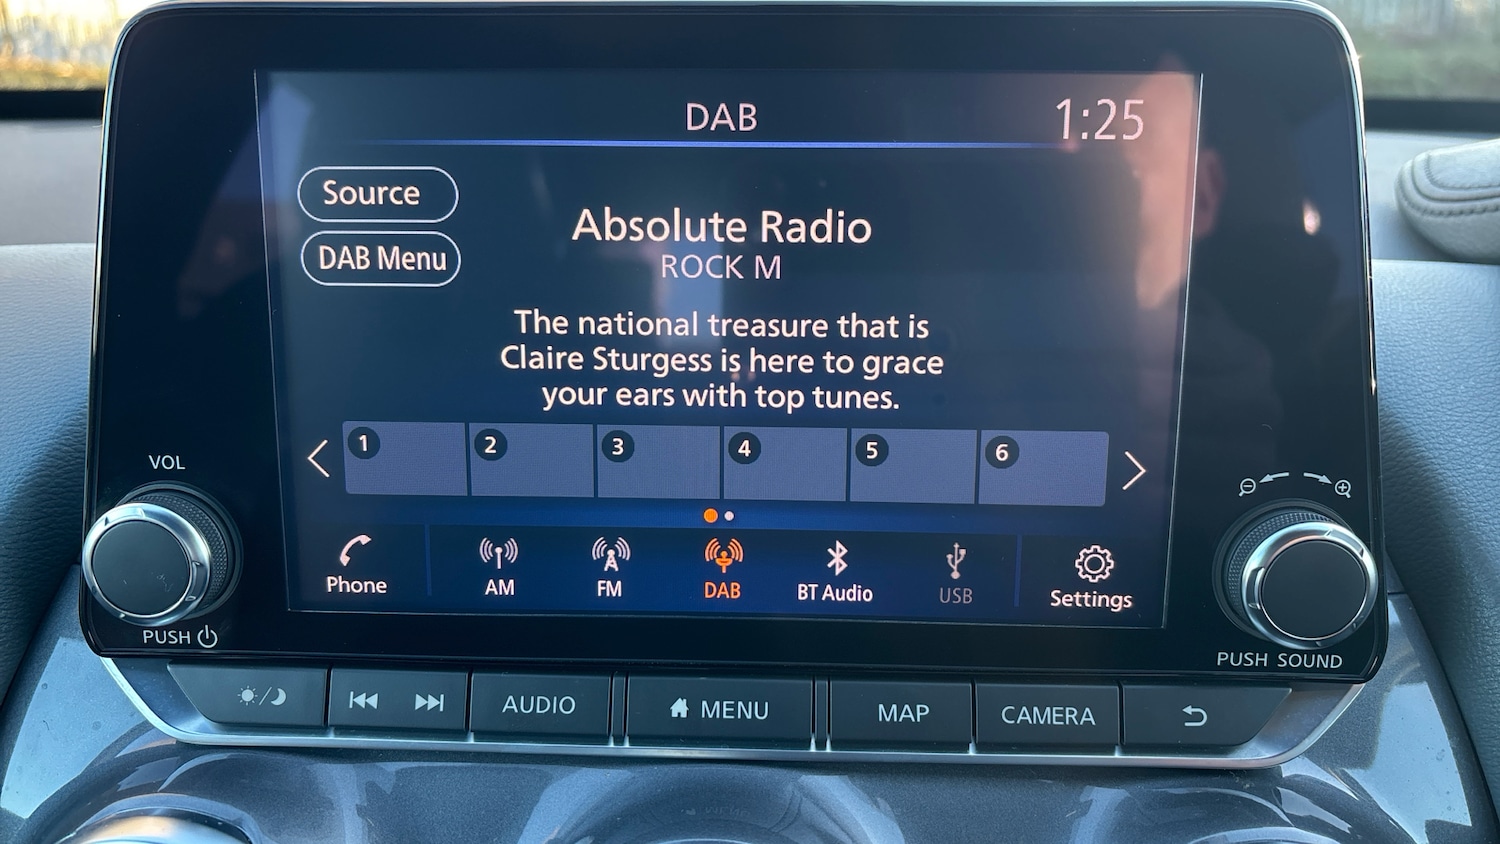 DAB
1:25
Source
DAB Menu
Absolute Radio
ROCK M
The national treasure that is
Claire Sturgess is here to grace
your ears with top tunes.
1 2 3 4 5 6
Phone AM FM DAB BT Audio USB Settings
VOL
PUSH
PUSH SOUND
AUDIO MENU MAP CAMERA